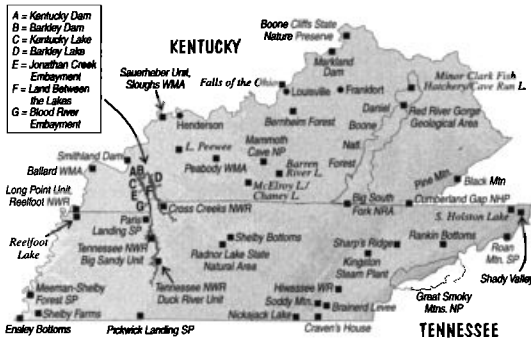 A = Kentucky Dam
B = Barkley Dam
C = Kentucky Lake
D = Barkley Lake
E = Jonathan Creek
Embayment
F = Land Between
the Lakes
G = Blood River
Embayment
KENTUCKY
Boone Cliffs State
Nature Preserve
Markland
Dam
Sauerheber Unit,
Sloughs WMA
Falls of the Ohio
Louisville
Frankfort
Minor Clark Fish
Hatchery/Cave Run L.
Henderson
Bernheim Forest
Daniel
Boone
Natl.
Forest
Red River Gorge
Geological Area
L. Peewee
Mammoth
Cave NP
Smithland Dam
Peabody WMA
Barren
River L.
Ballard WMA
A
B
D
C
F
E
G
McElroy L./
Chaney L.
Pine Mtn.
Black Mtn
Long Point Unit,
Reelfoot NWR
Cross Creeks NWR
Big South
Fork NRA
Cumberland Gap NHP
S. Holston Lake
Paris
Landing SP
Reelfoot
Lake
Shelby Bottoms
Sharp's Ridge
Rankin Bottoms
Tennessee NWR
Big Sandy Unit
Radnor Lake State
Natural Area
Kingston
Steam Plant
Roan
Mtn. SP
Shady Valley
Meeman-Shelby
Forest SP
Tennessee NWR
Duck River Unit
Hiwassee WR
Soddy Mtn.
Great Smoky
Mtns. NP
Shelby Farms
Brainerd Levee
Ensley Bottoms
Pickwick Landing SP
Nickajack Lake
Craven's House
TENNESSEE